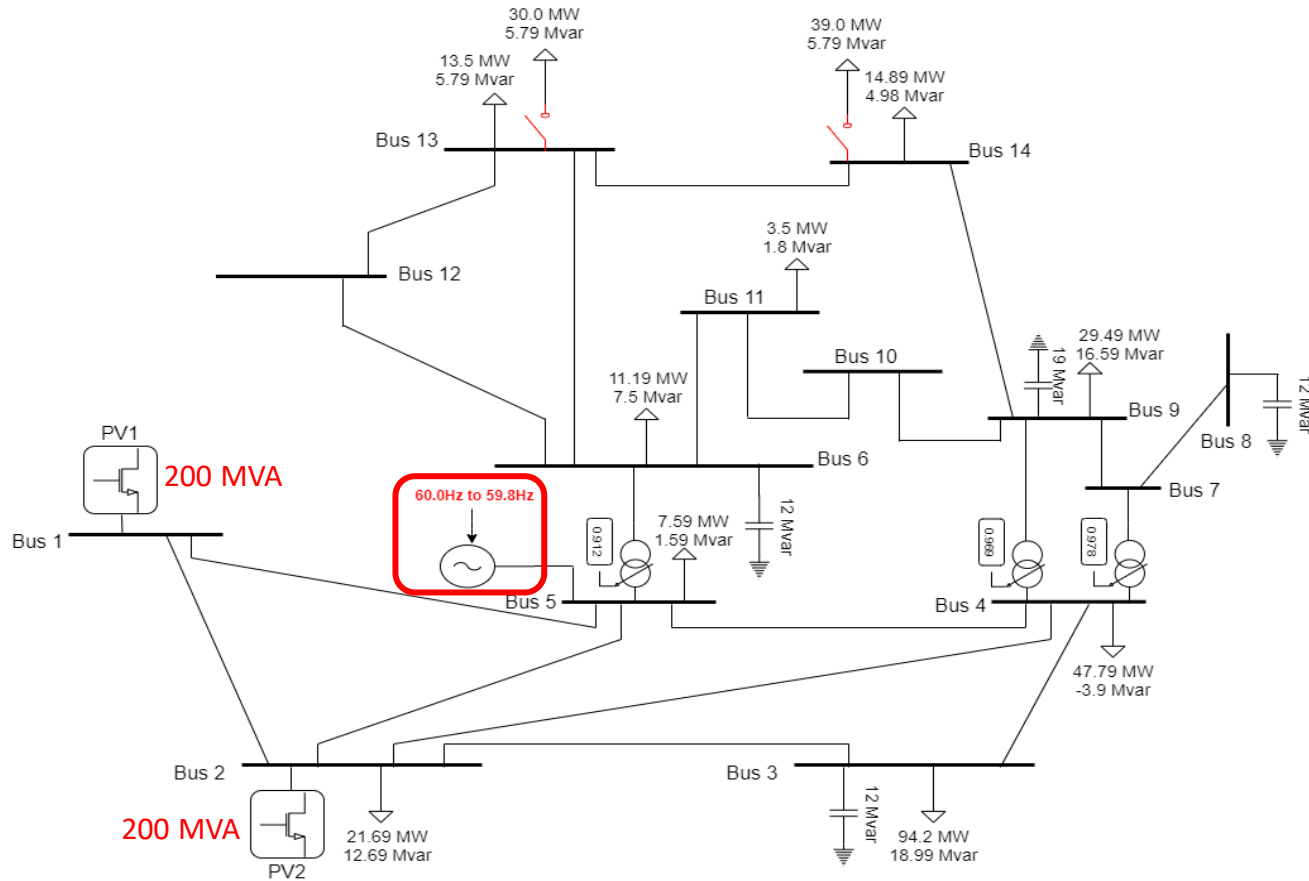 30.0 MW
5.79 Mvar
39.0 MW
5.79 Mvar
13.5 MW
5.79 Mvar
14.89 MW
4.98 Mvar
Bus 13
Bus 14
3.5 MW
1.8 Mvar
Bus 12
Bus 11
29.49 MW
16.59 Mvar
19 Mvar
Bus 10
11.19 MW
7.5 Mvar
12 Mvar
Bus 9
Bus 8
PV1
200 MVA
Bus 6
Bus 7
60.0Hz to 59.8Hz
12 Mvar
7.59 MW
1.59 Mvar
0.912
0.969
0.978
Bus 1
Bus 5
Bus 4
47.79 MW
-3.9 Mvar
Bus 2
Bus 3
12 Mvar
200 MVA
21.69 MW
12.69 Mvar
94.2 MW
18.99 Mvar
PV2